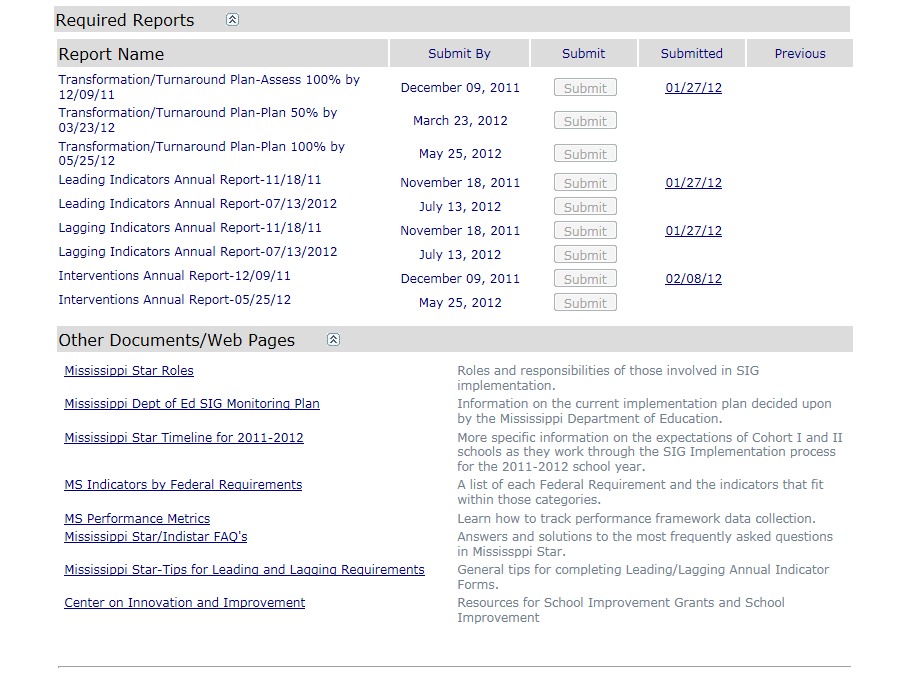 Required Reports
Report Name Submit By Submit Submitted Previous
Transformation/Turnaround Plan-Assess 100% by
12/09/11
December 09, 2011 Submit 01/27/12
Transformation/Turnaround Plan-Plan 50% by
03/23/12
March 23, 2012 Submit
Transformation/Turnaround Plan-Plan 100% by
05/25/12
May 25, 2012 Submit
Leading Indicators Annual Report-11/18/11 November 18, 2011 Submit 01/27/12
Leading Indicators Annual Report-07/13/2012 July 13, 2012 Submit
Lagging Indicators Annual Report-11/18/11 November 18, 2011 Submit 01/27/12
Lagging Indicators Annual Report-07/13/2012 July 13, 2012 Submit
Interventions Annual Report-12/09/11 December 09, 2011 Submit 02/08/12
Interventions Annual Report-05/25/12 May 25, 2012 Submit
Other Documents/Web Pages
Mississippi Star Roles
Roles and responsibilities of those involved in SIG
implementation.
Mississippi Dept of Ed SIG Monitoring Plan
Information on the current implementation plan decided upon
by the Mississippi Department of Education.
Mississippi Star Timeline for 2011-2012
More specific information on the expectations of Cohort I and II
schools as they work through the SIG Implementation process
for the 2011-2012 school year.
MS Indicators by Federal Requirements
A list of each Federal Requirement and the indicators that fit
within those categories.
MS Performance Metrics
Learn how to track performance framework data collection.
Mississippi Star/Indistar FAQ's
Answers and solutions to the most frequently asked questions
in Mississppi Star.
Mississippi Star-Tips for Leading and Lagging Requirements
General tips for completing Leading/Lagging Annual Indicator
Forms.
Center on Innovation and Improvement
Resources for School Improvement Grants and School
Improvement